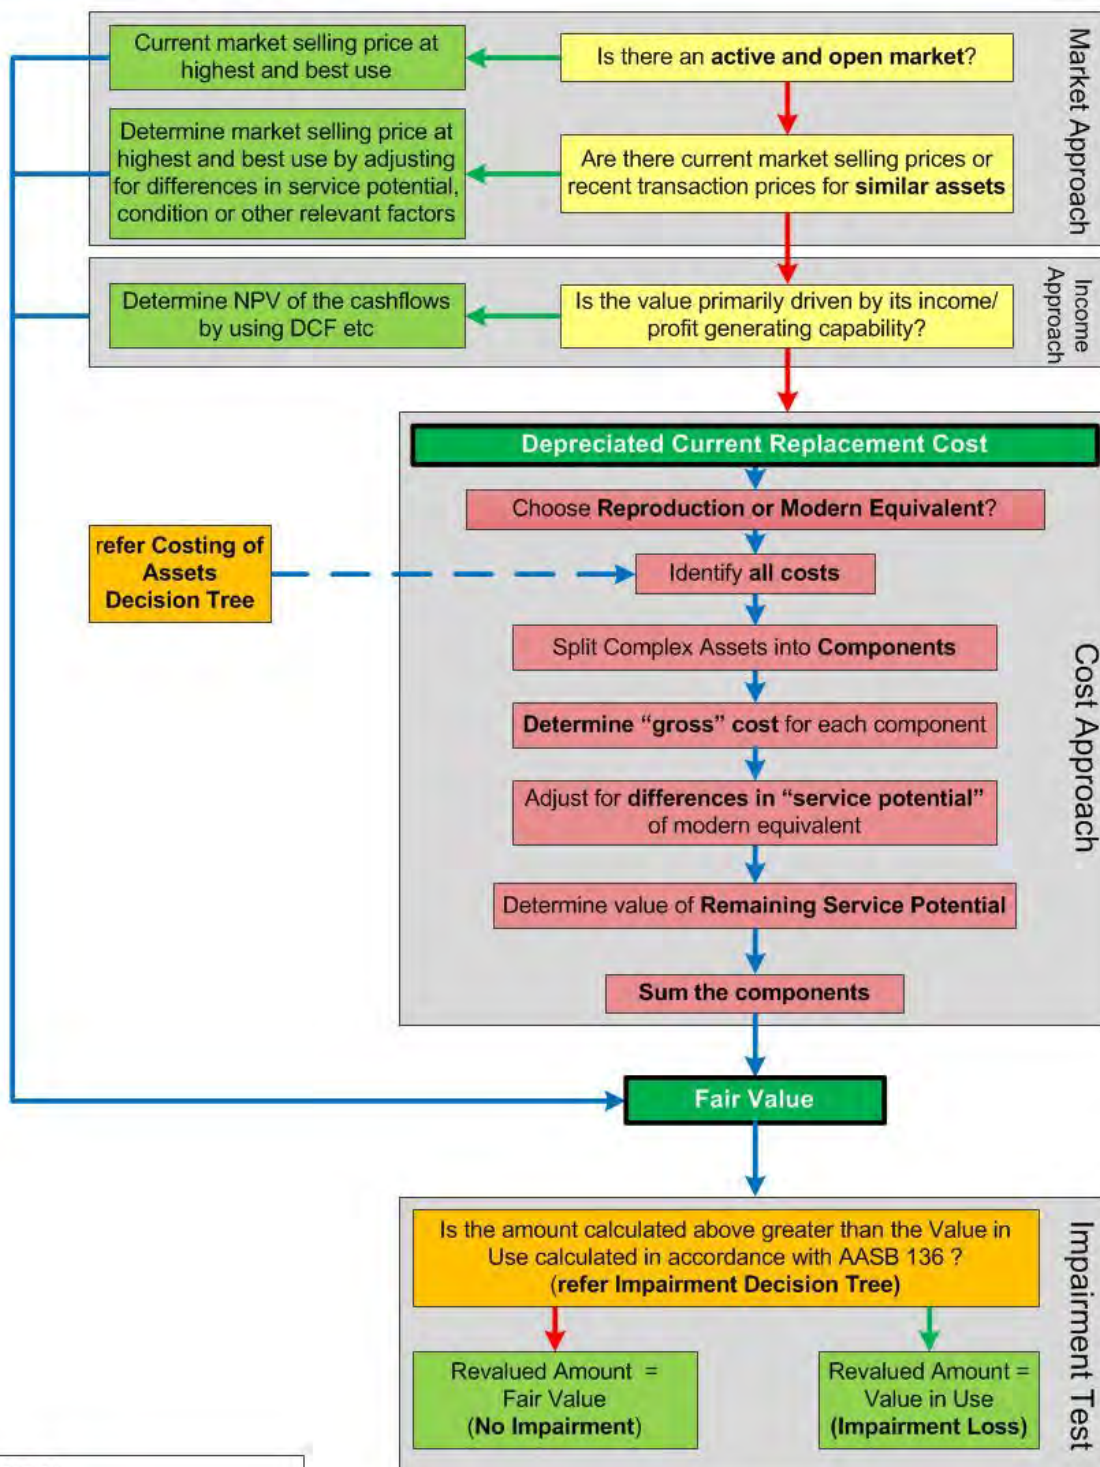 Current market selling price at
highest and best use
Is there an active and open market?
Determine market selling price at
highest and best use by adjusting
for differences in service potential,
condition or other relevant factors
Are there current market selling prices or
recent transaction prices for similar assets
Market Approach
Determine NPV of the cashflows
by using DCF etc
Is the value primarily driven by its income/
profit generating capability?
Income
Approach
Depreciated Current Replacement Cost
Choose Reproduction or Modern Equivalent?
refer Costing of
Assets
Decision Tree
Identify all costs
Split Complex Assets into Components
Determine “gross” cost for each component
Adjust for differences in “service potential”
of modern equivalent
Determine value of Remaining Service Potential
Sum the components
Cost Approach
Fair Value
Is the amount calculated above greater than the Value in
Use calculated in accordance with AASB 136 ?
(refer Impairment Decision Tree)
Revalued Amount =
Fair Value
(No Impairment)
Revalued Amount =
Value in Use
(Impairment Loss)
Impairment Test